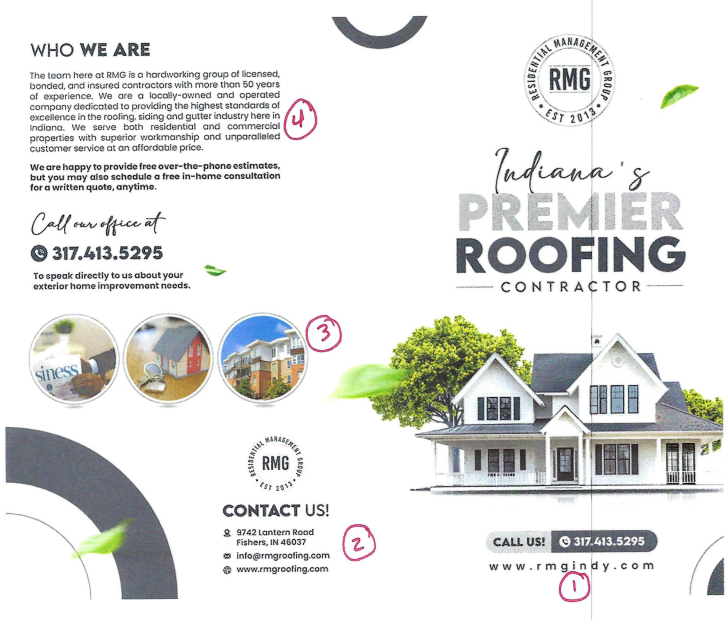 WHO WE ARE
The team here at RMG is a hardworking group of licensed,
bonded, and insured contractors with more than 50 years
of experience. We are a locally-owned and operated
company dedicated to providing the highest standards of
excellence in the roofing, siding and gutter industry here in
Indiana. We serve both residential and commercial
properties with superior workmanship and unparalleled
customer service at an affordable price.
4
We are happy to provide free over-the-phone estimates,
but you may also schedule a free in-home consultation
for a written quote, anytime.
Call our office at
317.413.5295
To speak directly to us about your
exterior home improvement needs.
siness
3
RESIDENTIAL MANAGEMENT GROUP
RMG
EST 2013
CONTACT US!
9742 Lantern Road
Fishers, IN 46037
info@rmgroofing.com
www.rmgroofing.com
2
RESIDENTIAL MANAGEMENT GROUP
RMG
EST 2013
Indiana's
PREMIER
ROOFING
CONTRACTOR
CALL US! 317.413.5295
www.rmgindy.com
1